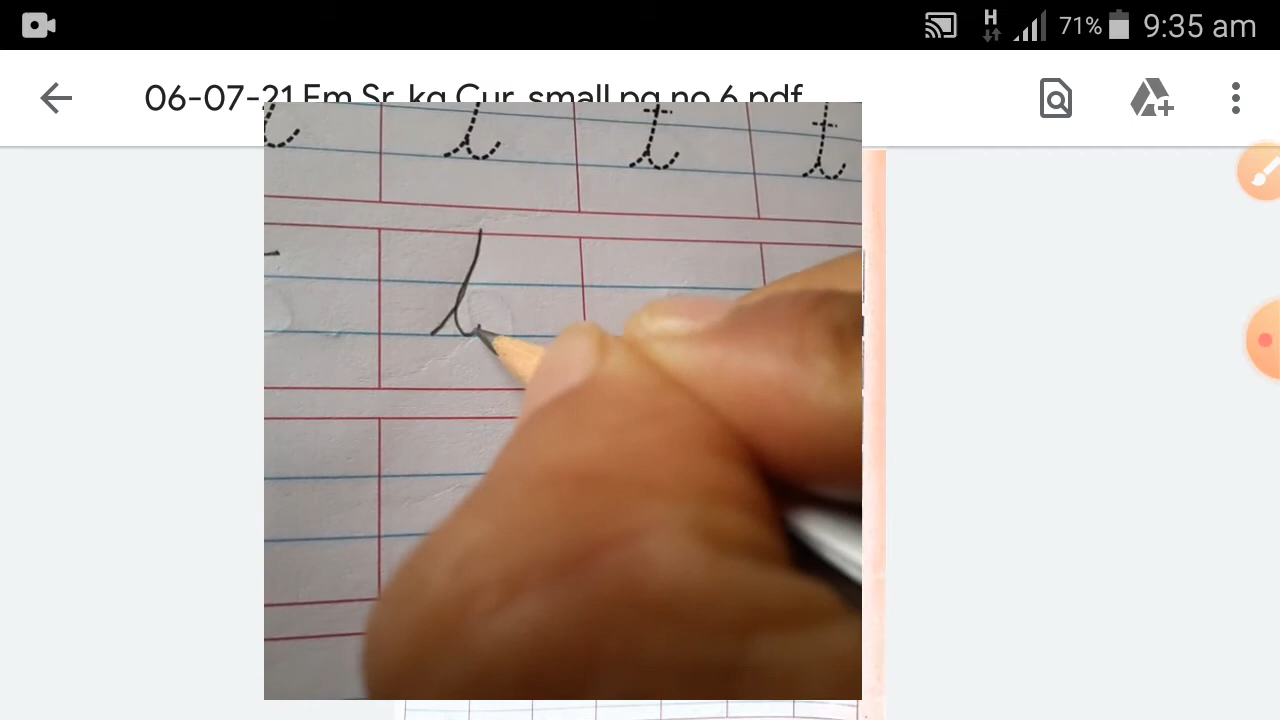 71% 9:35 am
06-07-21 Em Sr. kg Cur. small pg no 6.pdf
t t t t